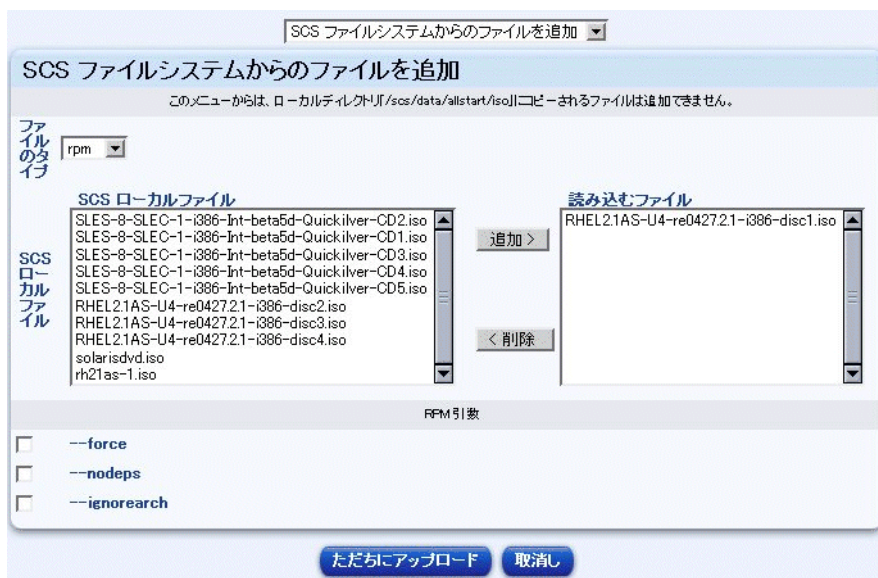 SCS ファイルシステムからのファイルを追加
SCS ファイルシステムからのファイルを追加
このメニューからは、ローカルディレクトリ「/scs/data/allstart/iso」にコピーされるファイルは追加できません。
ファイルのタイプ
rpm
SCS ローカルファイル
SCS ローカルファイル
SLES-8-SLEC-1-i386-Int-beta5d-Quickilver-CD2.iso
SLES-8-SLEC-1-i386-Int-beta5d-Quickilver-CD1.iso
SLES-8-SLEC-1-i386-Int-beta5d-Quickilver-CD3.iso
SLES-8-SLEC-1-i386-Int-beta5d-Quickilver-CD4.iso
SLES-8-SLEC-1-i386-Int-beta5d-Quickilver-CD5.iso
RHEL2.1AS-U4-re0427.2.1-i386-disc2.iso
RHEL2.1AS-U4-re0427.2.1-i386-disc3.iso
RHEL2.1AS-U4-re0427.2.1-i386-disc4.iso
solarisdvd.iso
rh21as-1.iso
追加 >
< 削除
読み込むファイル
RHEL2.1AS-U4-re0427.2.1-i386-disc1.iso
RPM 引数
--force
--nodeps
--ignorearch
ただちにアップロード
取消し